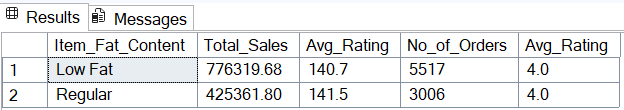 Results Messages
Item_Fat_Content Total_Sales Avg_Rating No_of_Orders Avg_Rating
1 Low Fat 776319.68 140.7 5517 4.0
2 Regular 425361.80 141.5 3006 4.0